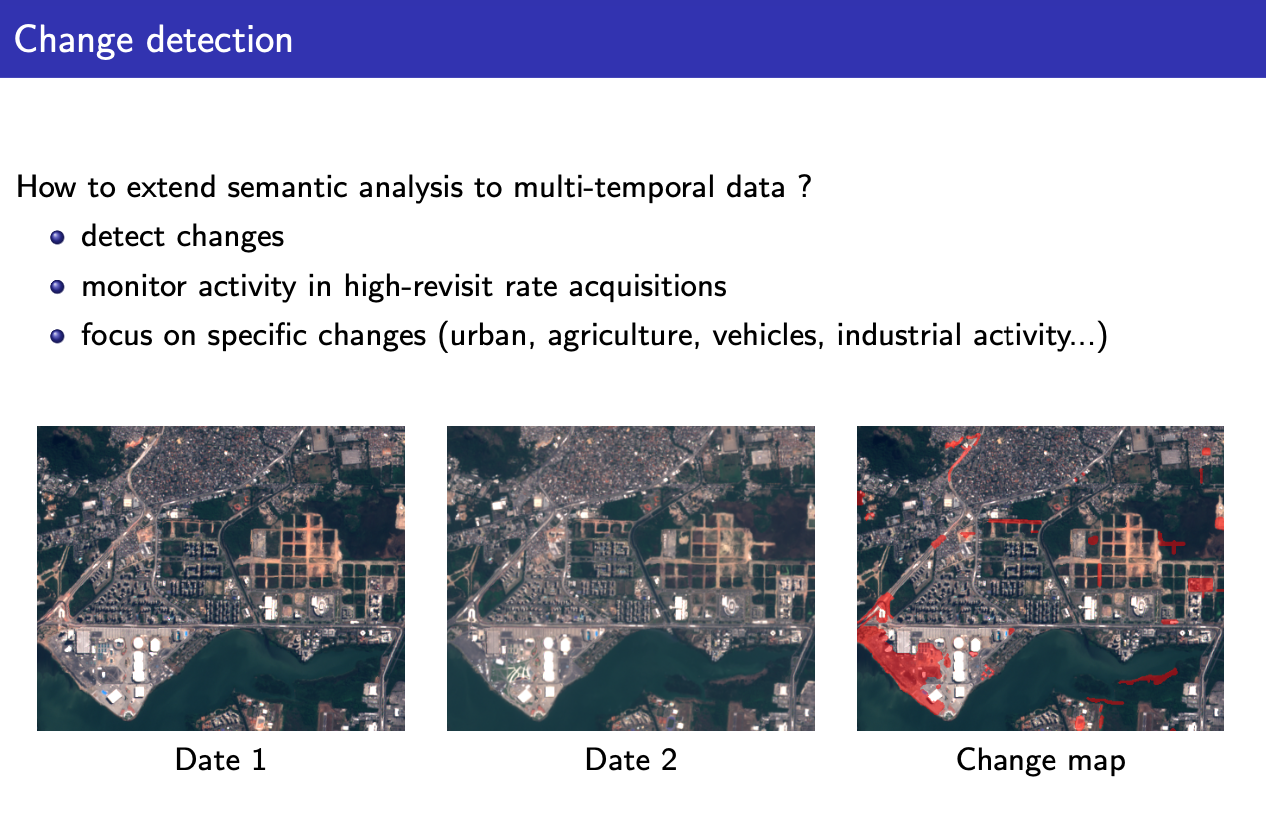 Change detection
How to extend semantic analysis to multi-temporal data ?
detect changes
monitor activity in high-revisit rate acquisitions
focus on specific changes (urban, agriculture, vehicles, industrial activity...)
Date 1
Date 2
Change map